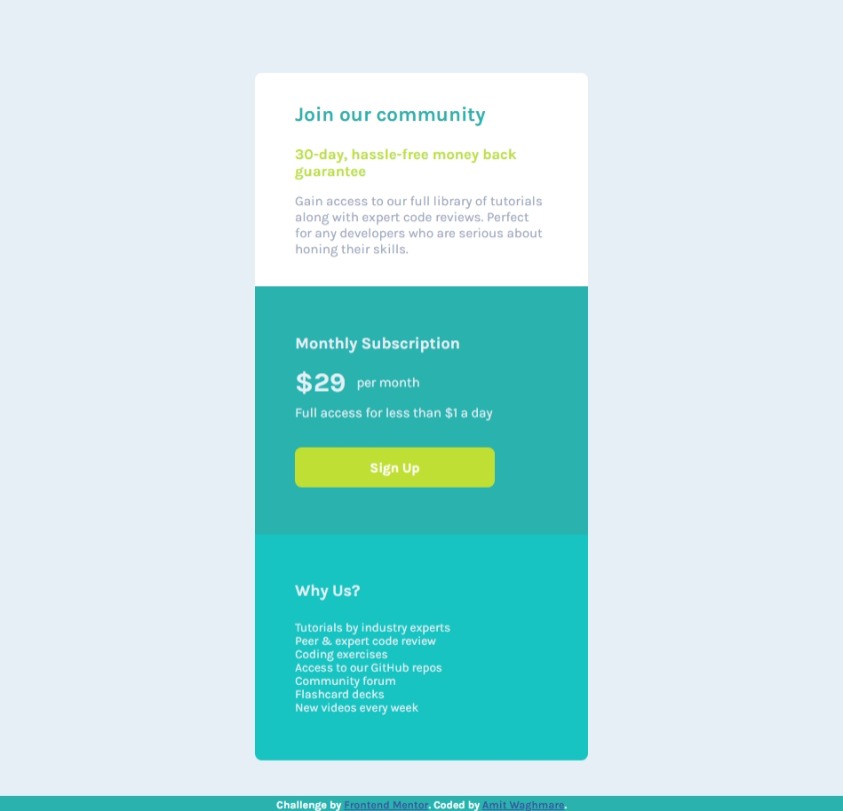 Join our community
30-day, hassle-free money back
guarantee
Gain access to our full library of tutorials
along with expert code reviews. Perfect
for any developers who are serious about
honing their skills.
Monthly Subscription
$29 per month
Full access for less than $1 a day
Sign Up
Why Us?
Tutorials by industry experts
Peer & expert code review
Coding exercises
Access to our GitHub repos
Community forum
Flashcard decks
New videos every week
Challenge by Frontend Mentor. Coded by Amit Waghmare.